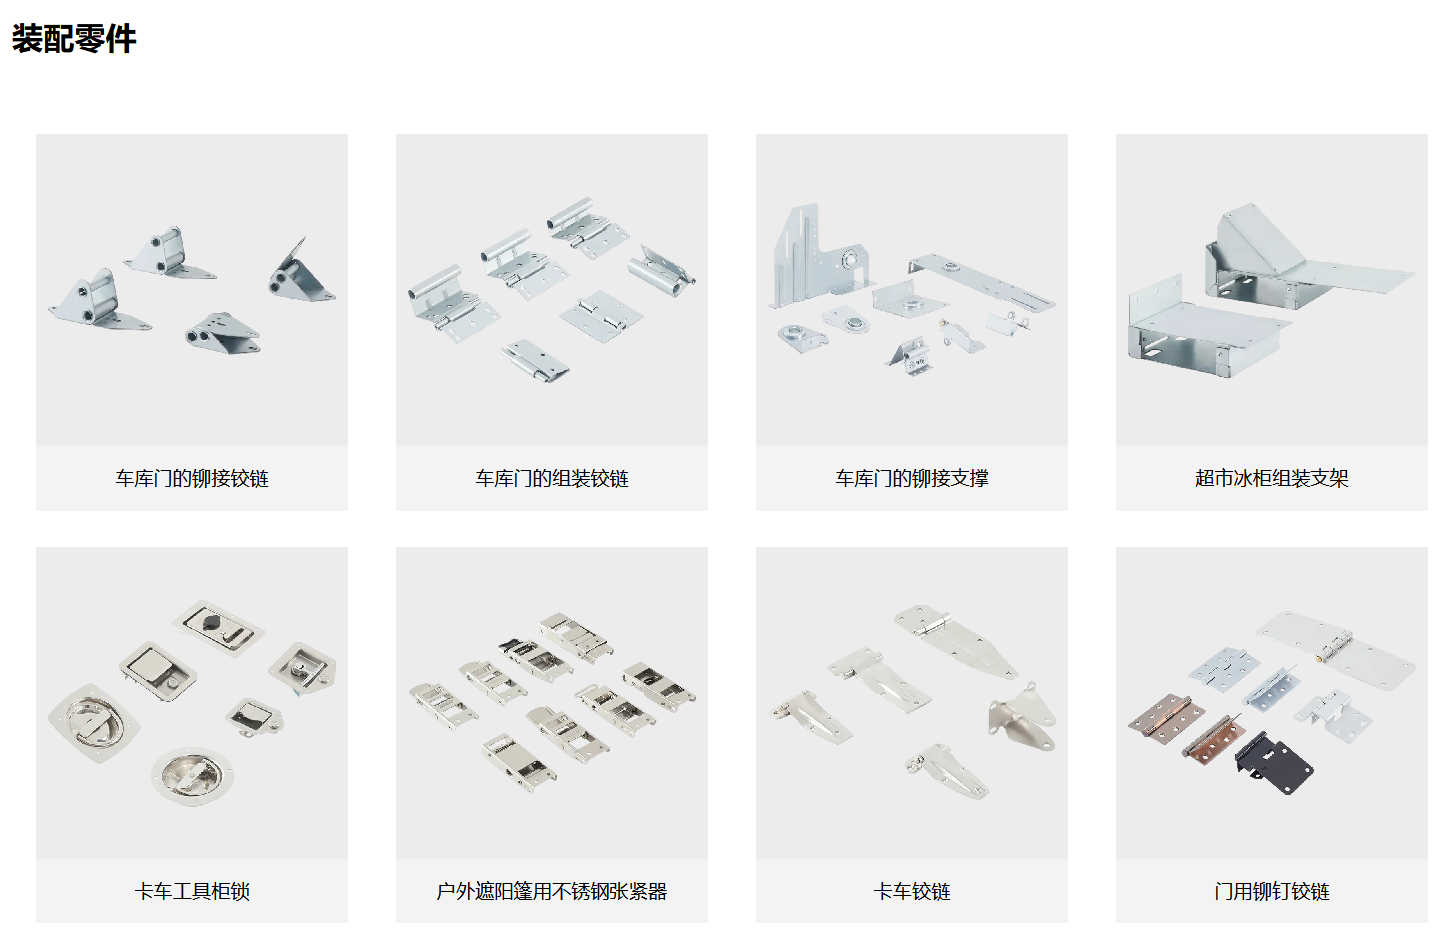 装配零件
车库门的铆接铰链
车库门的组装铰链
车库门的铆接支撑
超市冰柜组装支架
卡车工具柜锁
户外遮阳篷用不锈钢张紧器
卡车铰链
门用铆钉铰链